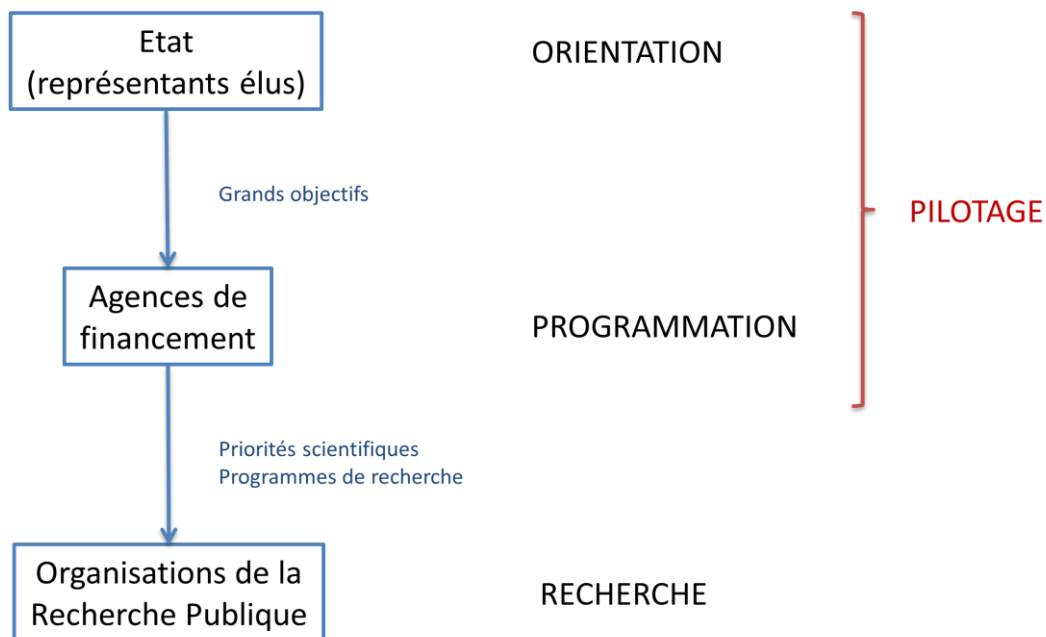 Etat
(représentants élus)
ORIENTATION
Grands objectifs
PILOTAGE
Agences de
financement
PROGRAMMATION
Priorités scientifiques
Programmes de recherche
Organisations de la
Recherche Publique
RECHERCHE